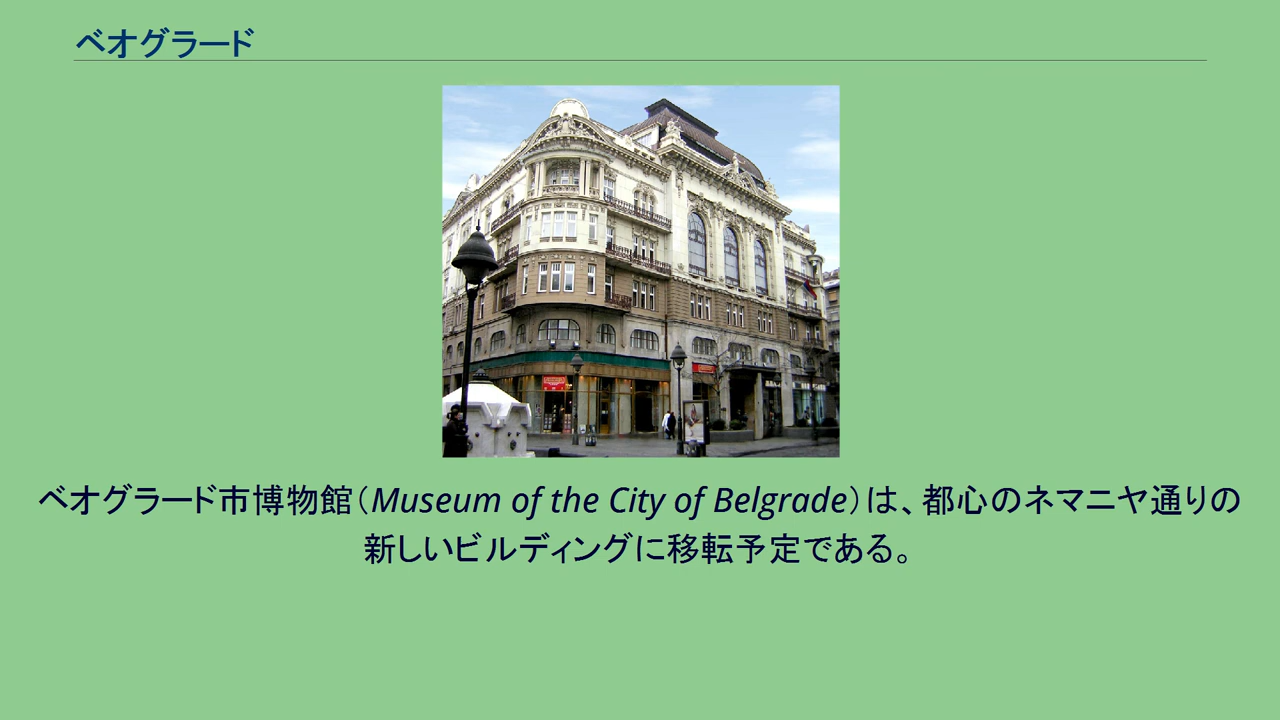 ベオグラード
ベオグラード市博物館（Museum of the City of Belgrade）は、都心のネマニヤ通りの
新しいビルディングに移転予定である。